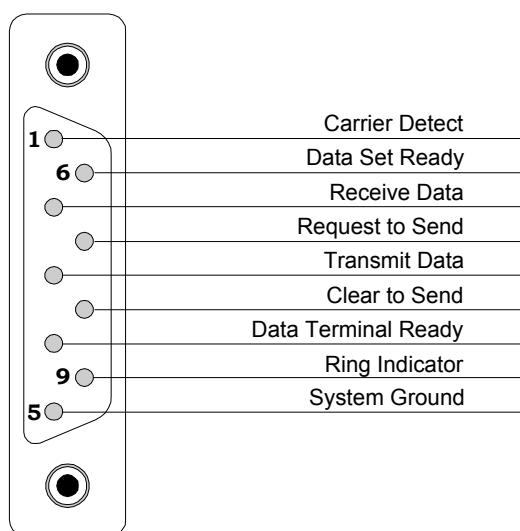 1
Carrier Detect
6
Data Set Ready
Receive Data
Request to Send
Transmit Data
Clear to Send
Data Terminal Ready
9
Ring Indicator
5
System Ground